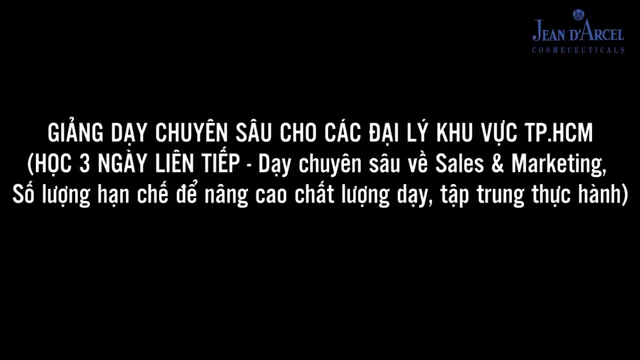 JEAN D'ARCEL
COSMECEUTICALS
GIẢNG DẠY CHUYÊN SÂU CHO CÁC ĐẠI LÝ KHU VỰC TP.HCM
(HỌC 3 NGÀY LIÊN TIẾP - Dạy chuyên sâu về Sales & Marketing,
Số lượng hạn chế để nâng cao chất lượng dạy, tập trung thực hành)